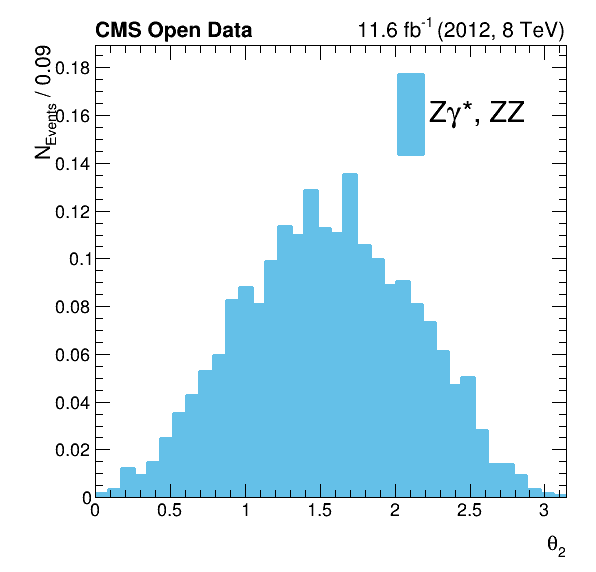 CMS Open Data 11.6 fb⁻¹ (2012, 8 TeV)
N_Events / 0.09
0.18
0.16
0.14
0.12
0.1
0.08
0.06
0.04
0.02
0
Zγ*, ZZ
0 0.5 1 1.5 2 2.5 3
θ₂